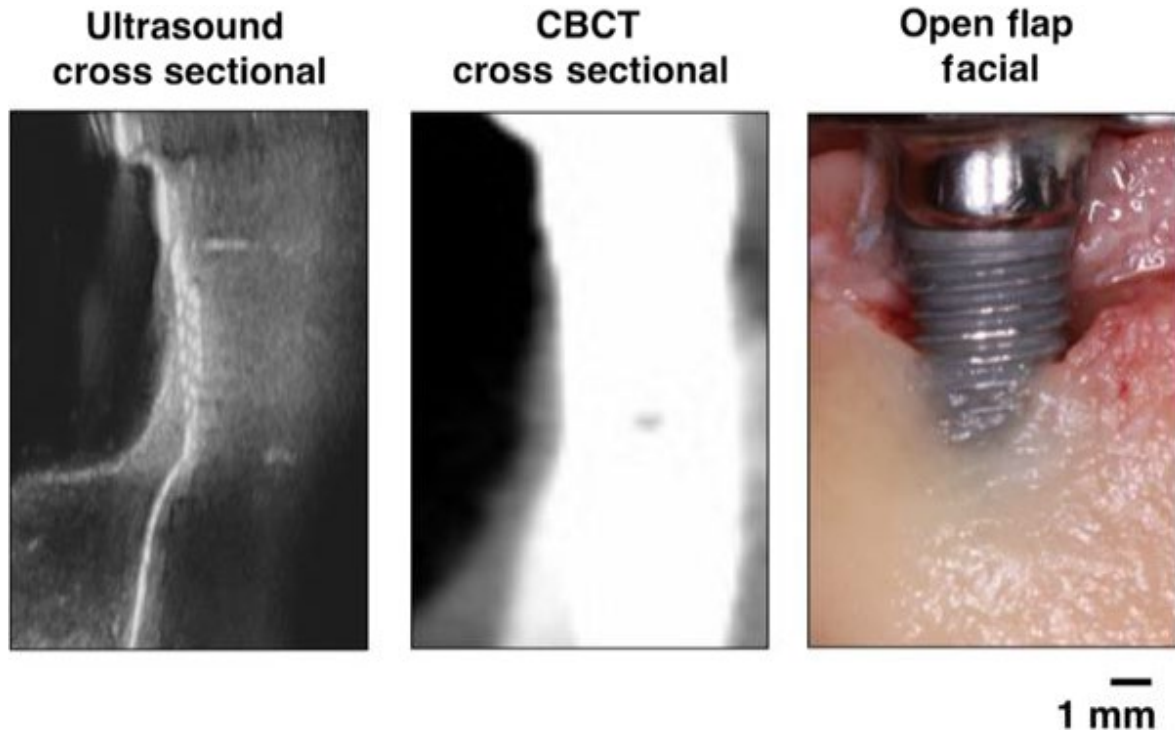 Ultrasound
cross sectional
CBCT
cross sectional
Open flap
facial
1 mm